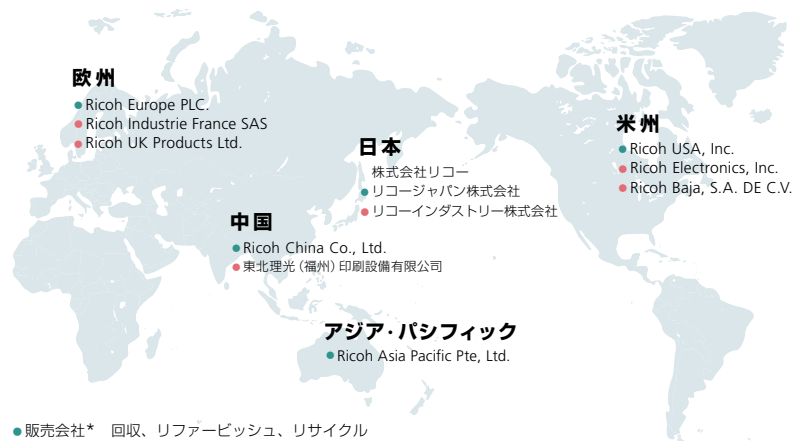 欧州
● Ricoh Europe PLC.
● Ricoh Industrie France SAS
● Ricoh UK Products Ltd.
日本
株式会社リコー
● リコージャパン株式会社
● リコーインダストリー株式会社
米州
● Ricoh USA, Inc.
● Ricoh Electronics, Inc.
● Ricoh Baja, S.A. DE C.V.
中国
● Ricoh China Co., Ltd.
● 東北理光（福州）印刷設備有限公司
アジア・パシフィック
● Ricoh Asia Pacific Pte, Ltd.
● 販売会社* 回収、リファービッシュ、リサイクル